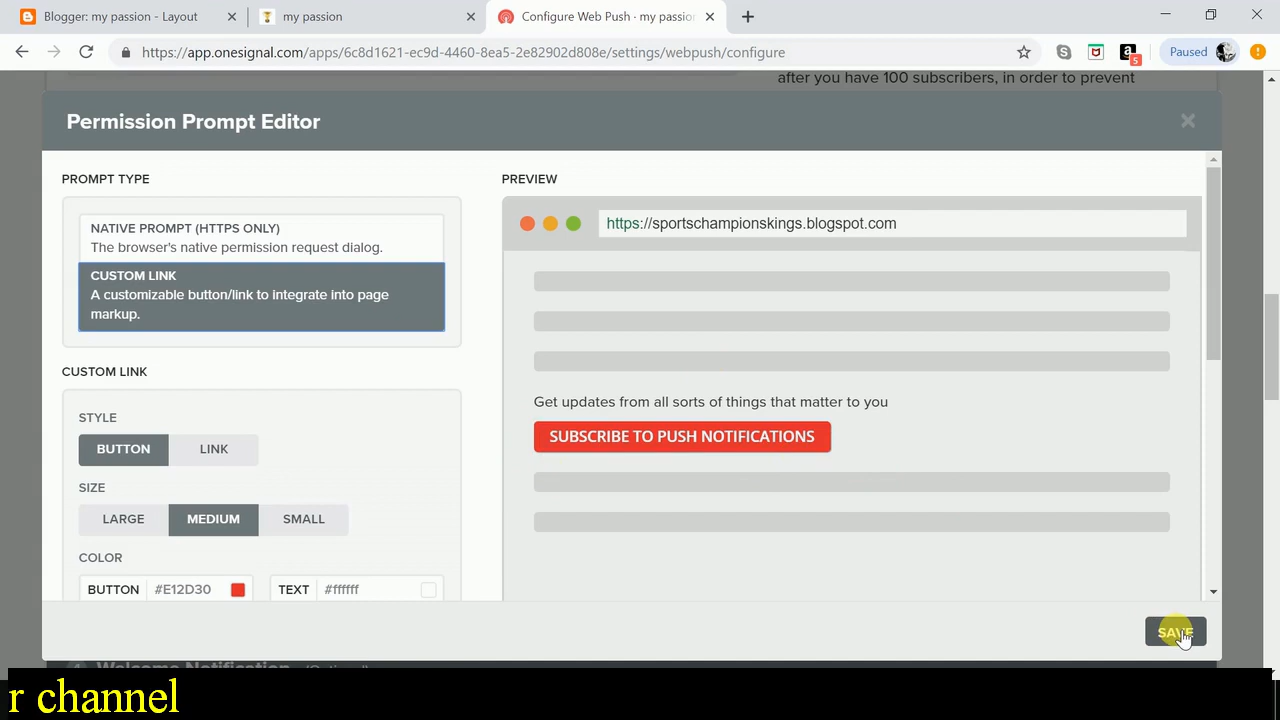 Blogger: my passion - Layout
my passion
Configure Web Push · my passion
https://app.onesignal.com/apps/6c8d1621-ec9d-4460-8ea5-2e82902d808e/settings/webpush/configure
5
Paused
after you have 100 subscribers, in order to prevent
Permission Prompt Editor
PROMPT TYPE
NATIVE PROMPT (HTTPS ONLY)
The browser's native permission request dialog.
CUSTOM LINK
A customizable button/link to integrate into page
markup.
CUSTOM LINK
STYLE
BUTTON LINK
SIZE
LARGE MEDIUM SMALL
COLOR
BUTTON #E12D30 TEXT #ffffff
PREVIEW
https://sportschampionskings.blogspot.com
Get updates from all sorts of things that matter to you
SUBSCRIBE TO PUSH NOTIFICATIONS
SAVE
4 Welcome Notification (Optional)
r channel